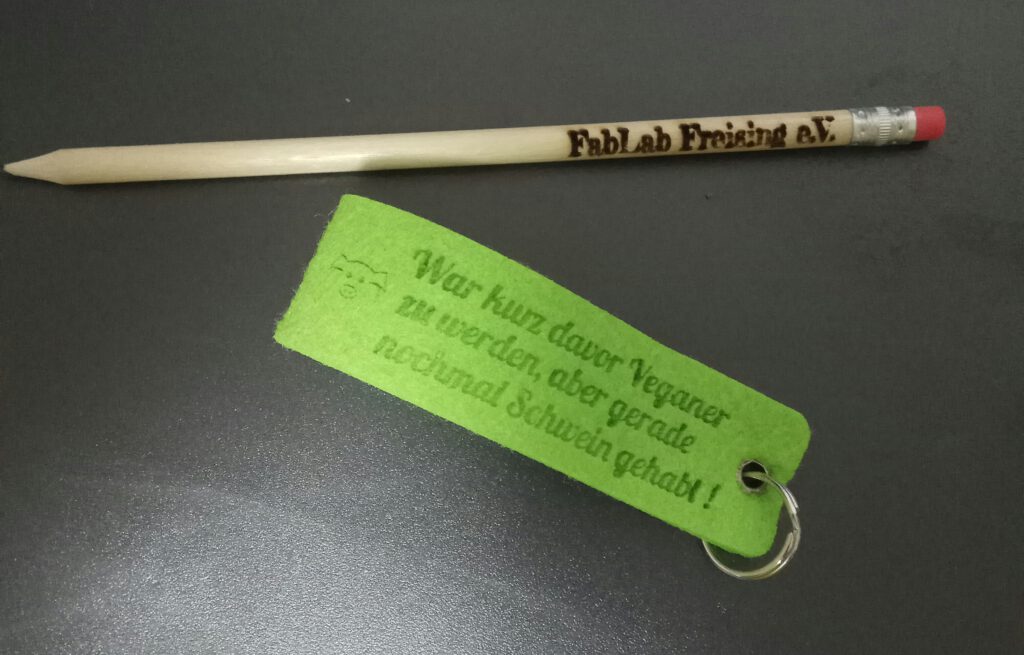 FabLab Freising e.V.
War kurz davor Veganer
zu werden, aber gerade
nochmal Schwein gehabt !